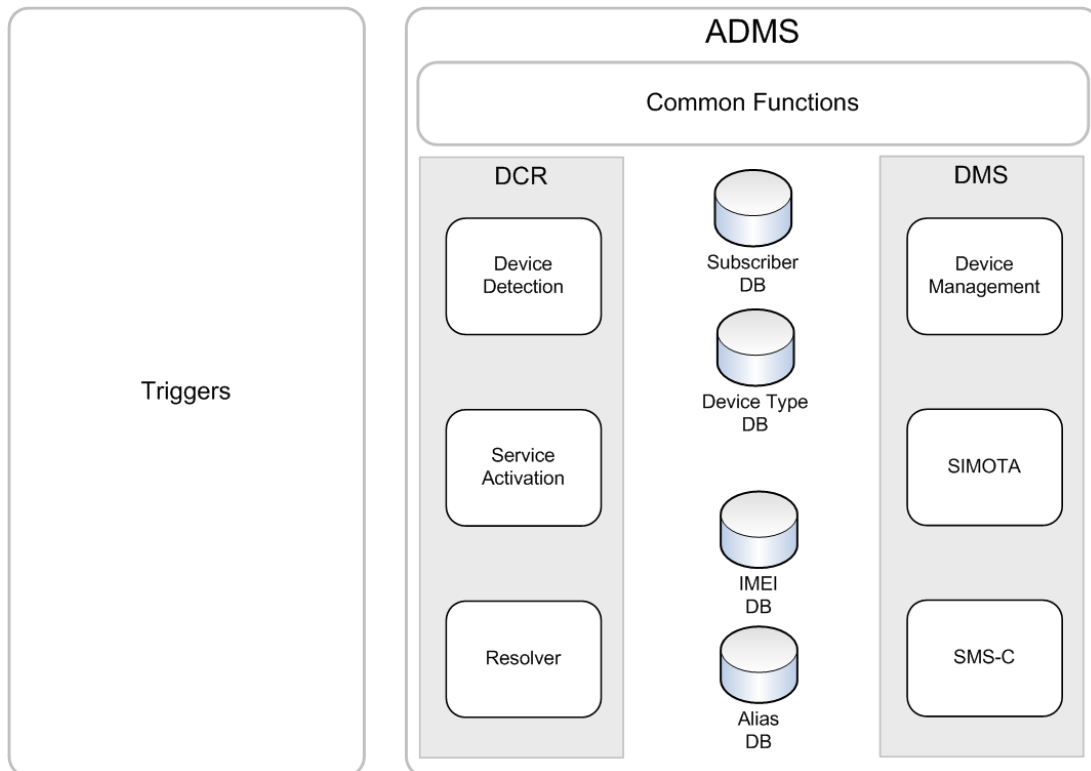 Triggers
ADMS
Common Functions
DCR
Device
Detection
Service
Activation
Resolver
Subscriber
DB
Device Type
DB
IMEI
DB
Alias
DB
DMS
Device
Management
SIMOTA
SMS-C